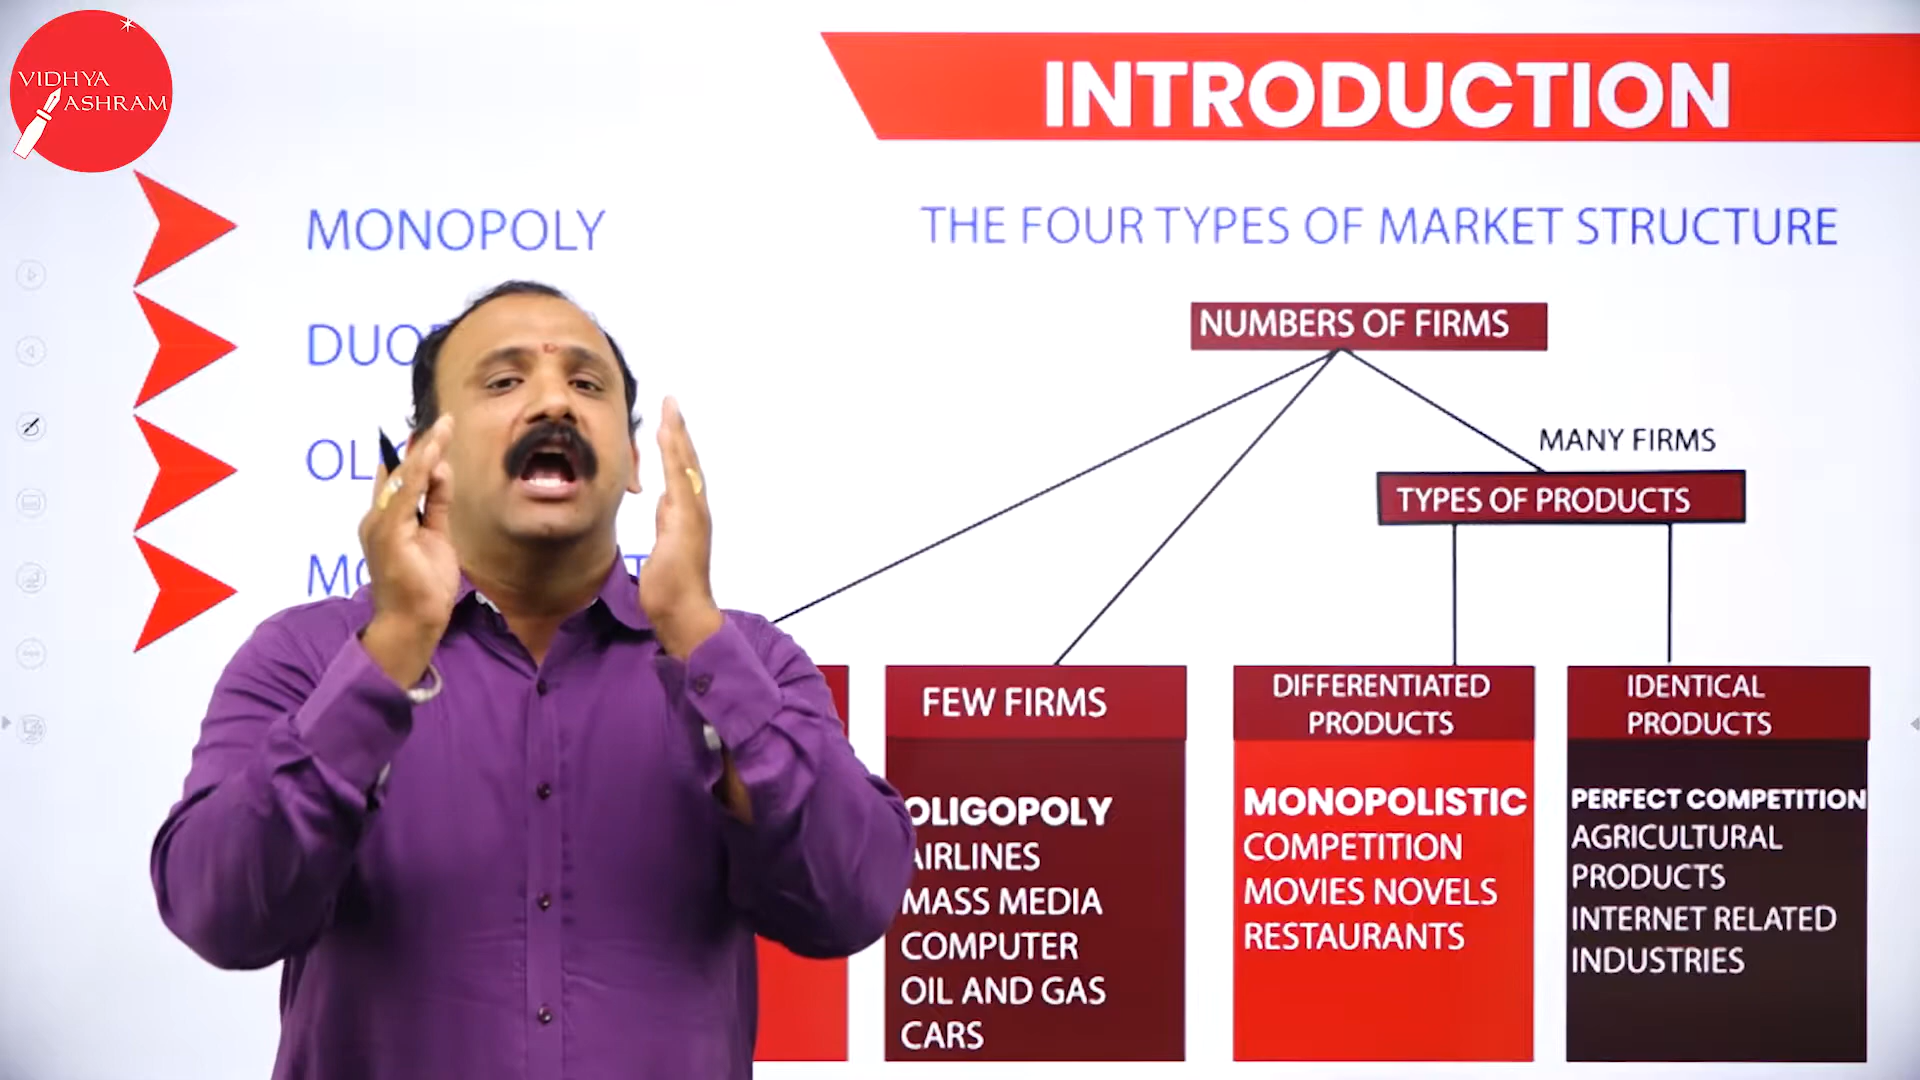 VIDHYA
ASHRAM
INTRODUCTION
MONOPOLY
THE FOUR TYPES OF MARKET STRUCTURE
NUMBERS OF FIRMS
MANY FIRMS
TYPES OF PRODUCTS
FEW FIRMS
OLIGOPOLY
AIRLINES
MASS MEDIA
COMPUTER
OIL AND GAS
CARS
DIFFERENTIATED
PRODUCTS
MONOPOLISTIC
COMPETITION
MOVIES NOVELS
RESTAURANTS
IDENTICAL
PRODUCTS
PERFECT COMPETITION
AGRICULTURAL
PRODUCTS
INTERNET RELATED
INDUSTRIES